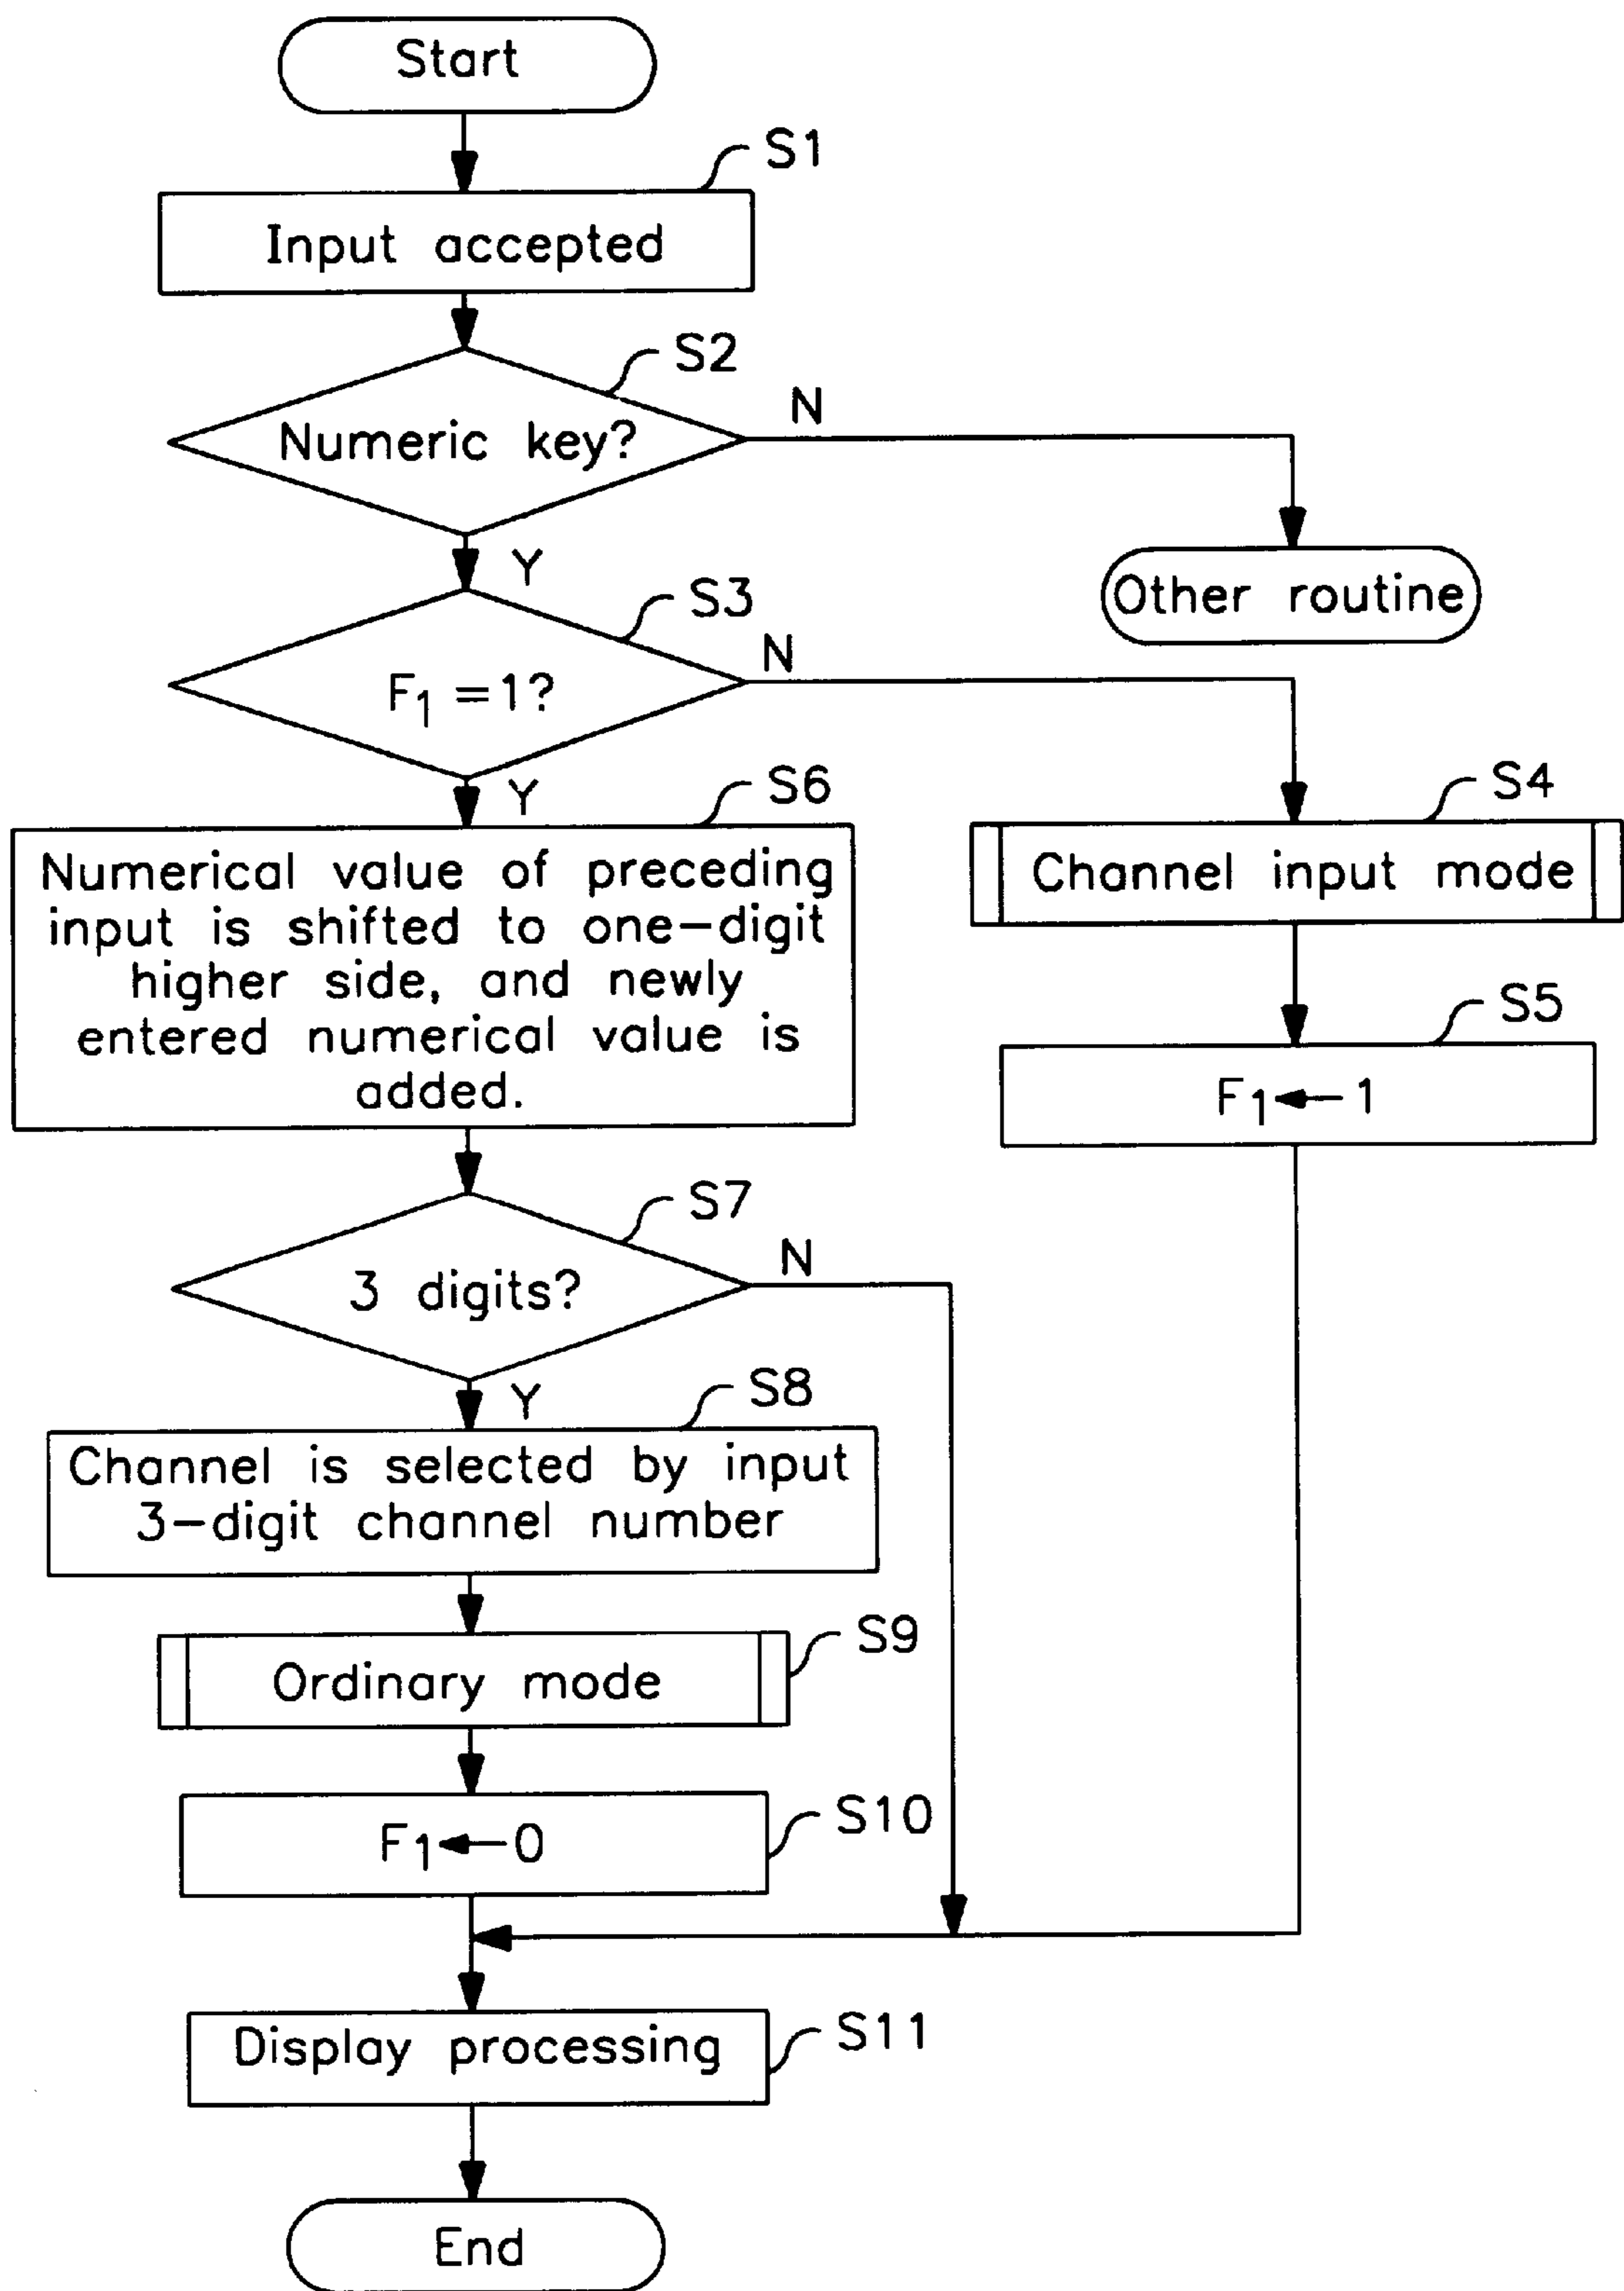 Start
S1
Input accepted
S2
Numeric key?
N
Y
Other routine
S3
F1 = 1?
N
Y
S6
S4
Numerical value of preceding
input is shifted to one-digit
higher side, and newly
entered numerical value is
added.
Channel input mode
S5
F1 ← 1
S7
3 digits?
N
Y
S8
Channel is selected by input
3-digit channel number
S9
Ordinary mode
S10
F1 ← 0
S11
Display processing
End